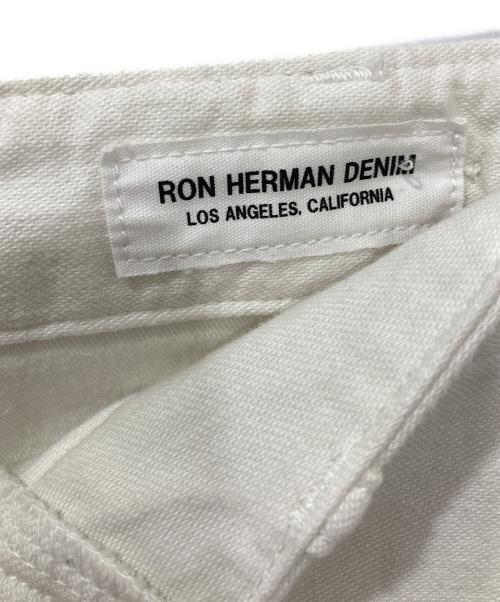 RON HERMAN DENIM
LOS ANGELES, CALIFORNIA